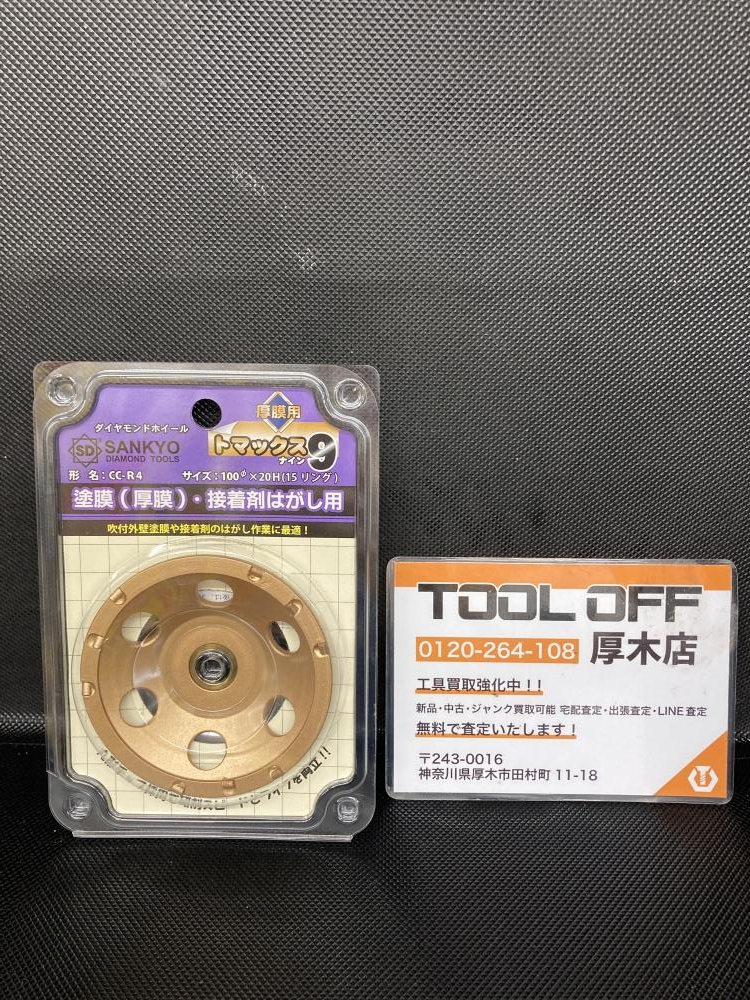 ダイヤモンドホイール
厚膜用
SD SANKYO
DIAMOND TOOLS
トマックス9
ナイン
形 名：CC-R4 サイズ：100φ×20H(15リング)
塗膜(厚膜)・接着剤はがし用
吹付外壁塗膜や接着剤のはがし作業に最適！
を両立!!
TOOL OFF
0120-264-108 厚木店
工具買取強化中！！
新品・中古・ジャンク買取可能 宅配査定・出張査定・LINE査定
無料で査定いたします！
〒243-0016
神奈川県厚木市田村町 11-18